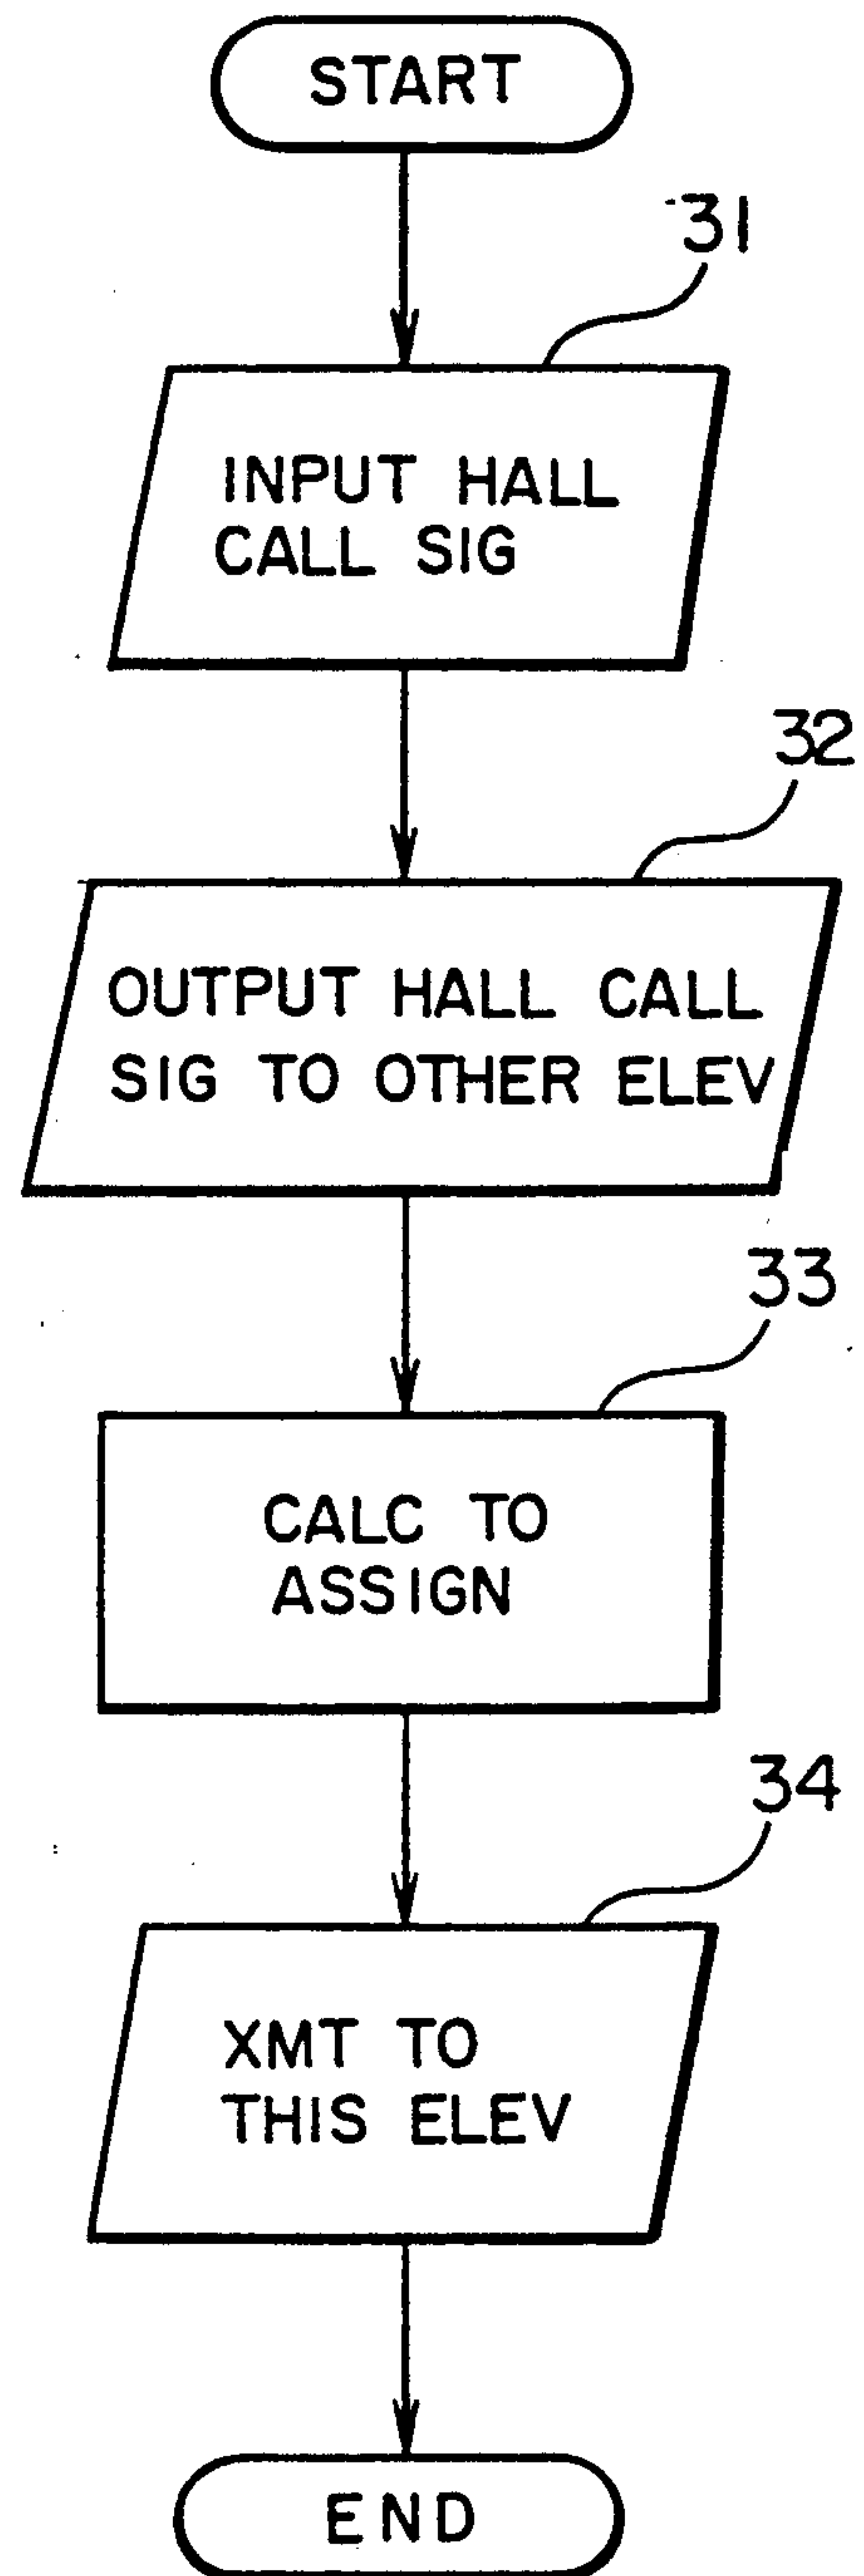 START
31
INPUT HALL
CALL SIG
32
OUTPUT HALL CALL
SIG TO OTHER ELEV
33
CALC TO
ASSIGN
34
XMT TO
THIS ELEV
END